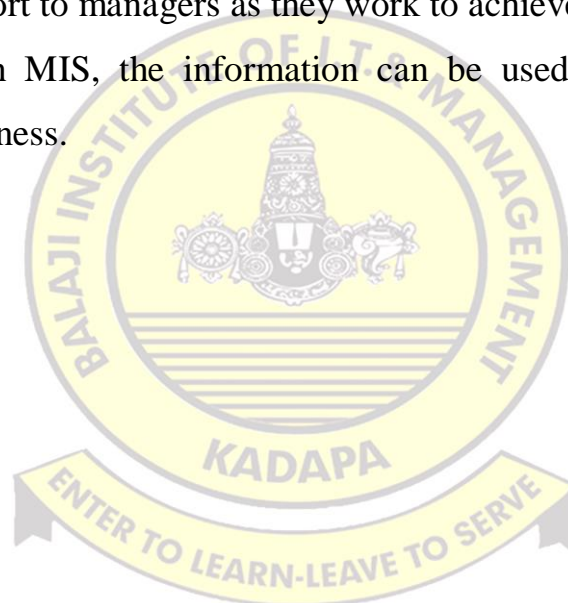 ort to managers as they work to achieve
MIS, the information can be used
ness.
BALAJI INSTITUTE OF I.T. & MANAGEMENT
KADAPA
ENTER TO LEARN-LEAVE TO SERVE